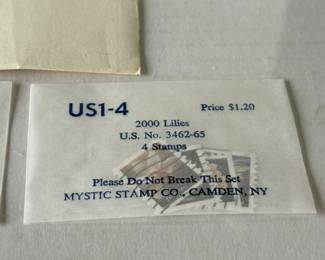 US1-4
Price $1.20
2000 Lilies
U.S. No. 3462-65
4 Stamps
Please Do Not Break This Set
MYSTIC STAMP CO., CAMDEN, NY